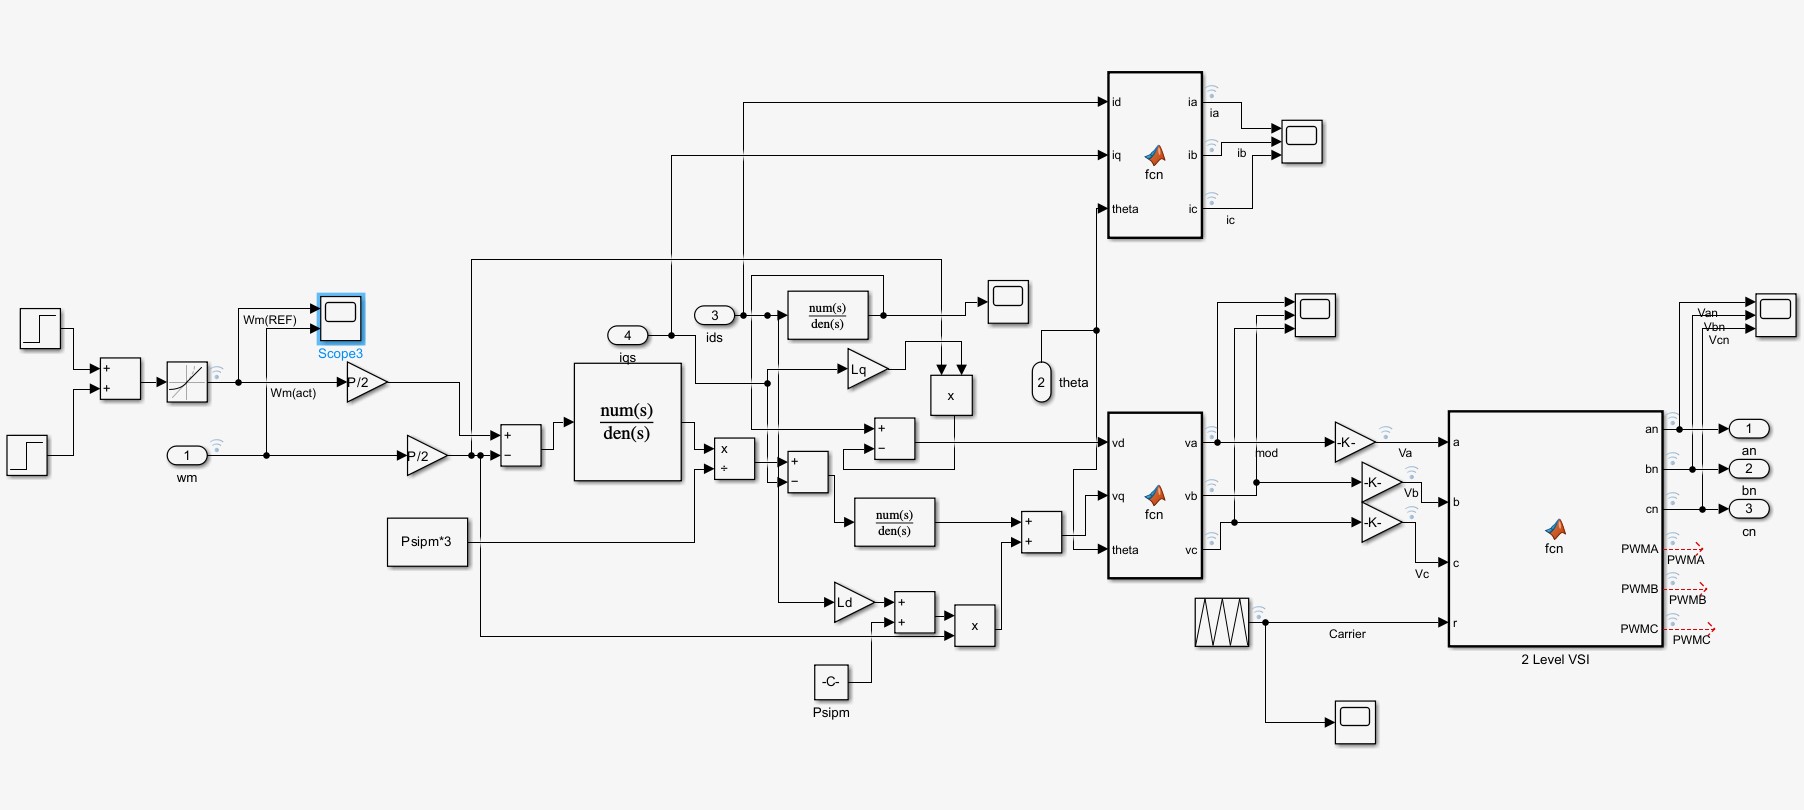 id
iq
theta
fcn
ia
ib
ic
ia
ib
ic
Wm(REF)
Scope3
Wm(act)
+
+
P/2
1
wm
P/2
+
−
num(s)
den(s)
4
iqs
3
ids
num(s)
den(s)
Lq
x
2
theta
x
÷
+
−
+
−
Psipm*3
num(s)
den(s)
+
+
Ld
+
+
x
-C-
Psipm
vd
vq
theta
fcn
va
vb
vc
mod
-K-
-K-
-K-
Va
Vb
Vc
Carrier
a
b
c
r
fcn
an
bn
cn
PWMA
PWMB
PWMC
2 Level VSI
Van
Vbn
Vcn
1
an
2
bn
3
cn
PWMA
PWMB
PWMC